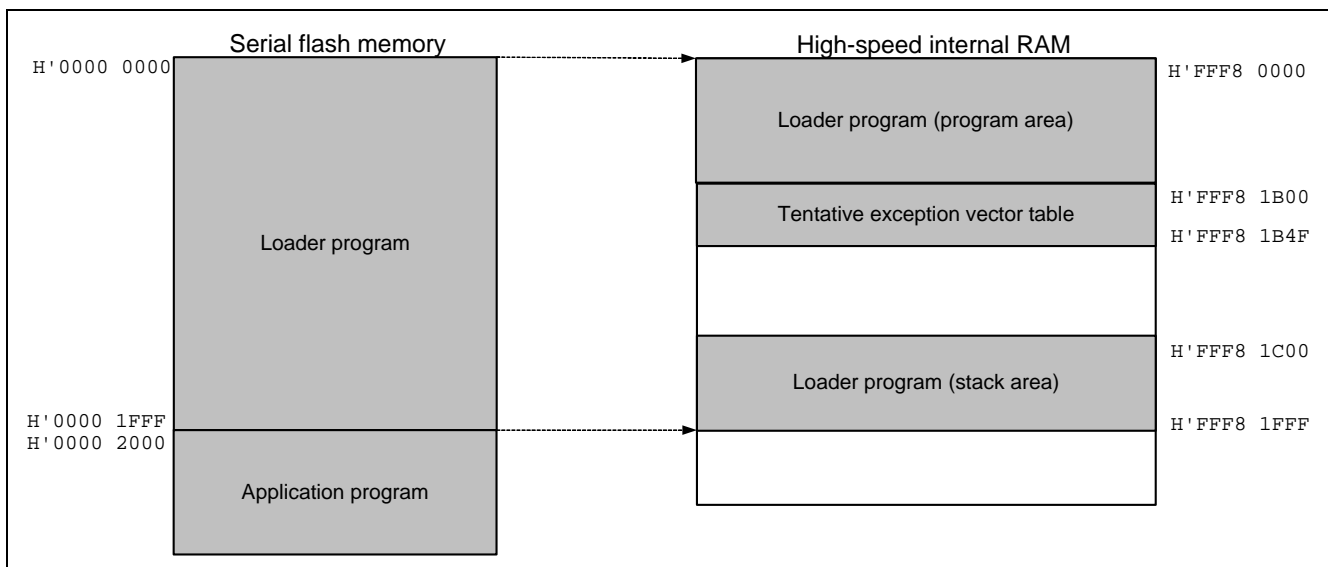 Serial flash memory
High-speed internal RAM
H'0000 0000
H'FFF8 0000
Loader program (program area)
H'FFF8 1B00
Tentative exception vector table
H'FFF8 1B4F
Loader program
H'FFF8 1C00
Loader program (stack area)
H'0000 1FFF
H'FFF8 1FFF
H'0000 2000
Application program